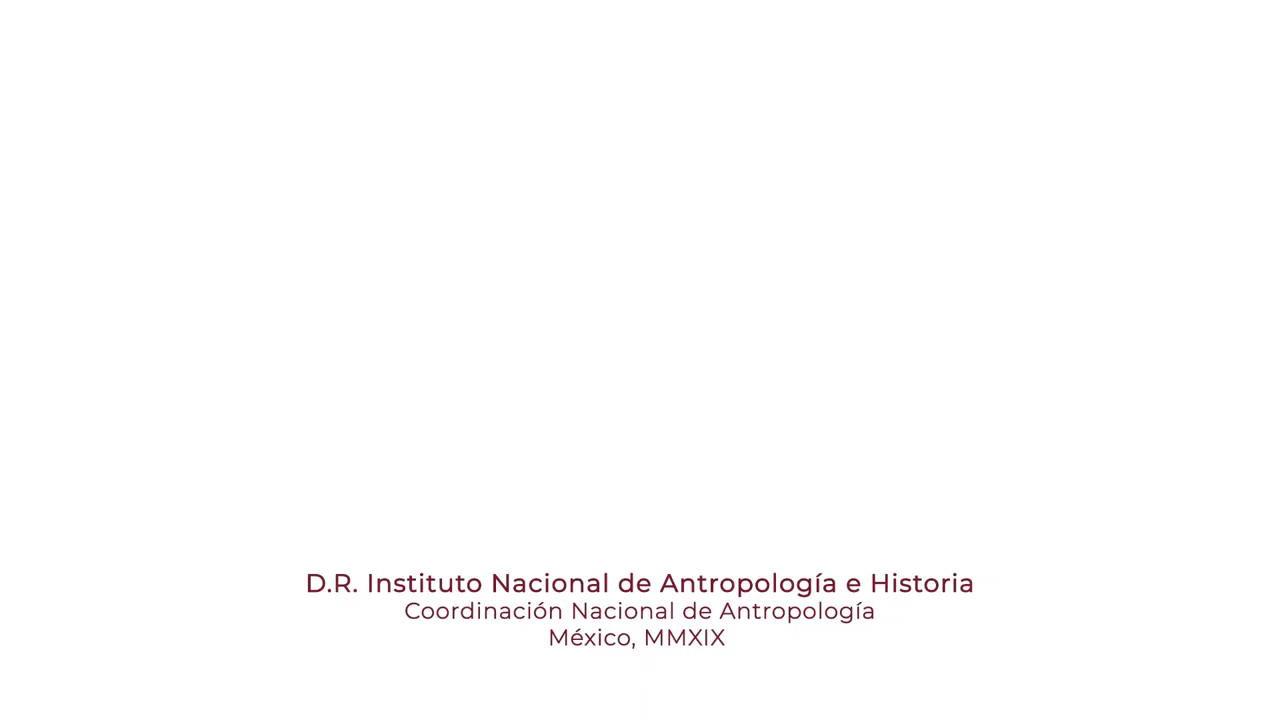 D.R. Instituto Nacional de Antropología e Historia
Coordinación Nacional de Antropología
México, MMXIX